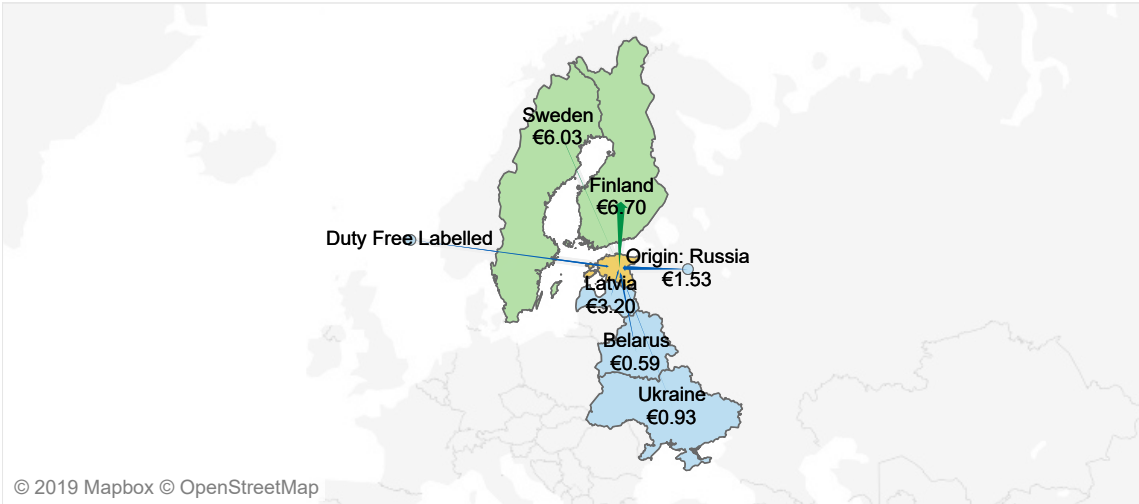 Sweden
€6.03
Finland
€6.70
Duty Free Labelled
Origin: Russia
€1.53
Latvia
€3.20
Belarus
€0.59
Ukraine
€0.93
© 2019 Mapbox © OpenStreetMap